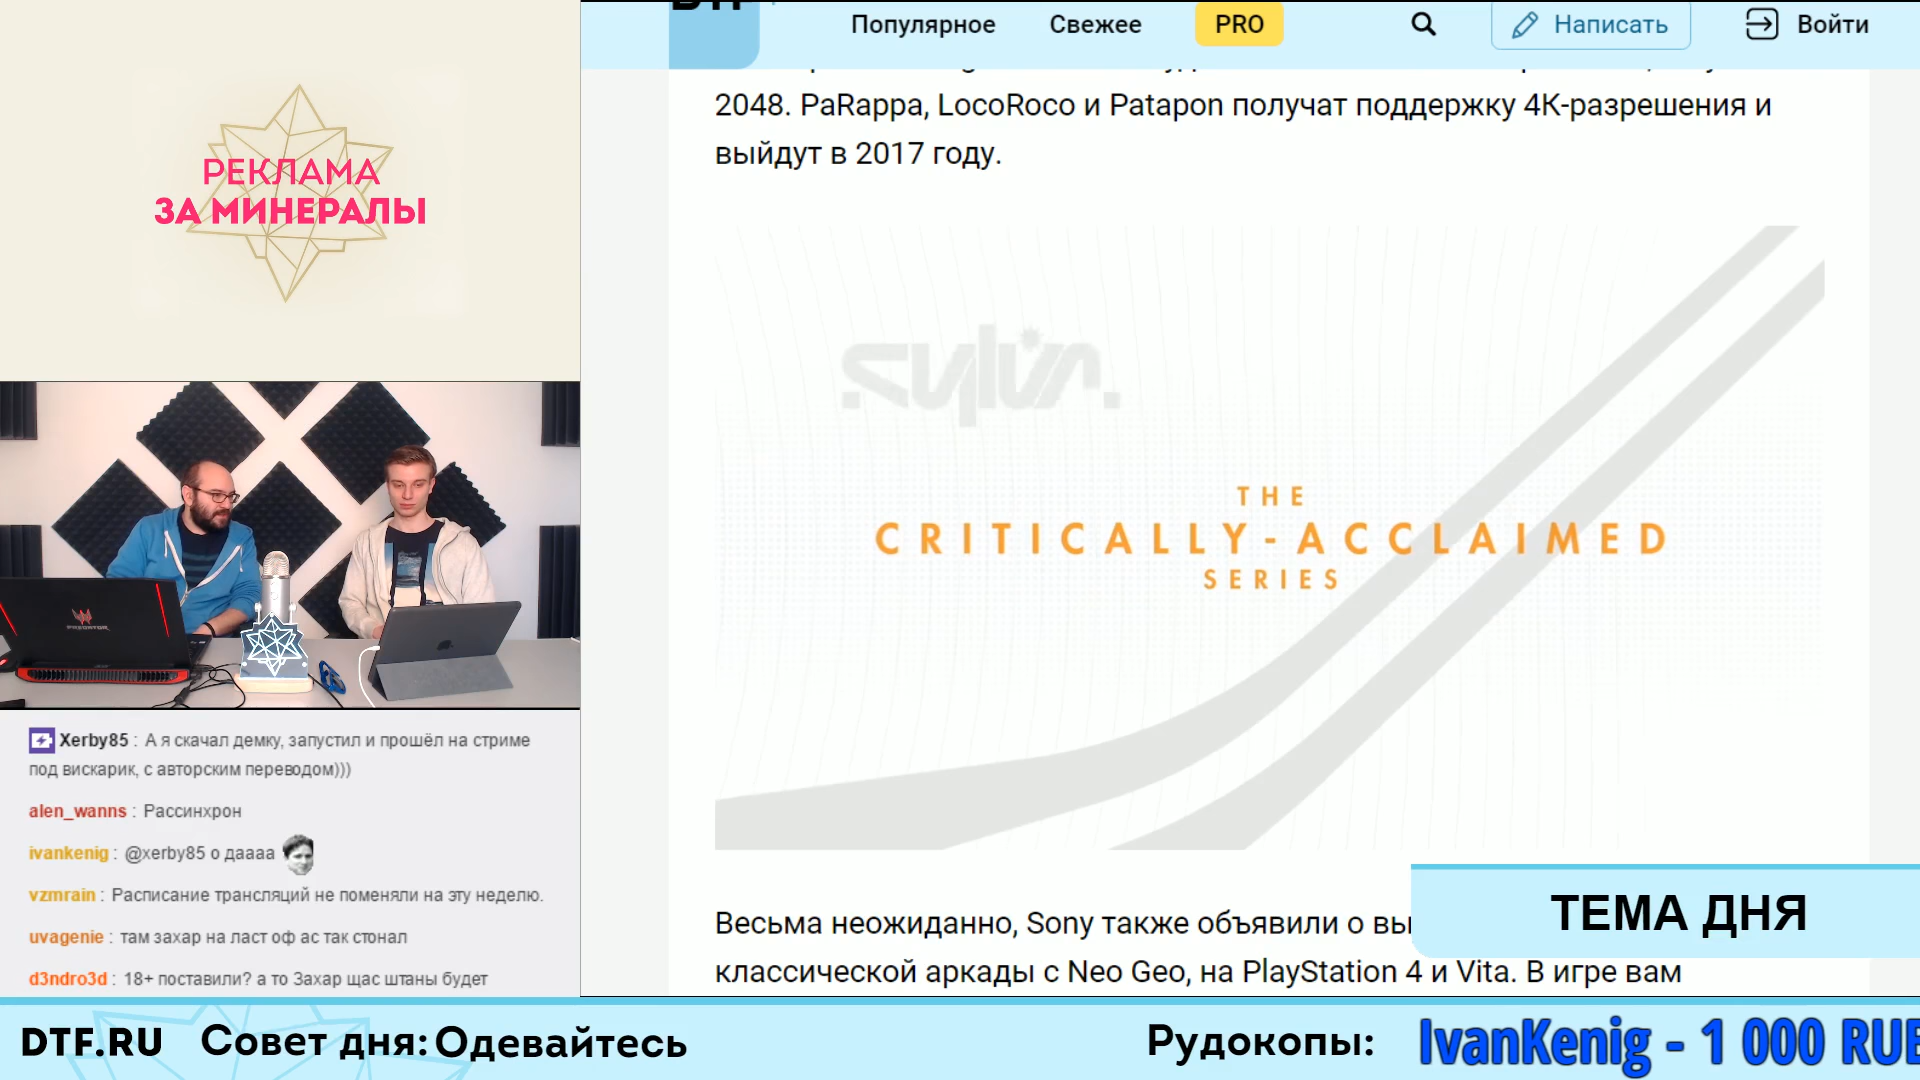 РЕКЛАМА
ЗА МИНЕРАЛЫ
PREDATOR
acer
Xerby85 : А я скачал демку, запустил и прошёл на стриме
под вискарик, с авторским переводом)))
alen_wanns : Рассинхрон
ivankenig : @xerby85 о даааа
vzmrain : Расписание трансляций не поменяли на эту неделю.
uvagenie : там захар на ласт оф ас так стонал
d3ndro3d : 18+ поставили? а то Захар щас штаны будет
DTF
Популярное Свежее PRO Написать Войти
2048. PaRappa, LocoRoco и Patapon получат поддержку 4К-разрешения и
выйдут в 2017 году.
THE
CRITICALLY-ACCLAIMED
SERIES
Весьма неожиданно, Sony также объявили о вы
классической аркады с Neo Geo, на PlayStation 4 и Vita. В игре вам
ТЕМА ДНЯ
DTF.RU Совет дня: Одевайтесь Рудокопы: IvanKenig - 1 000 RUB